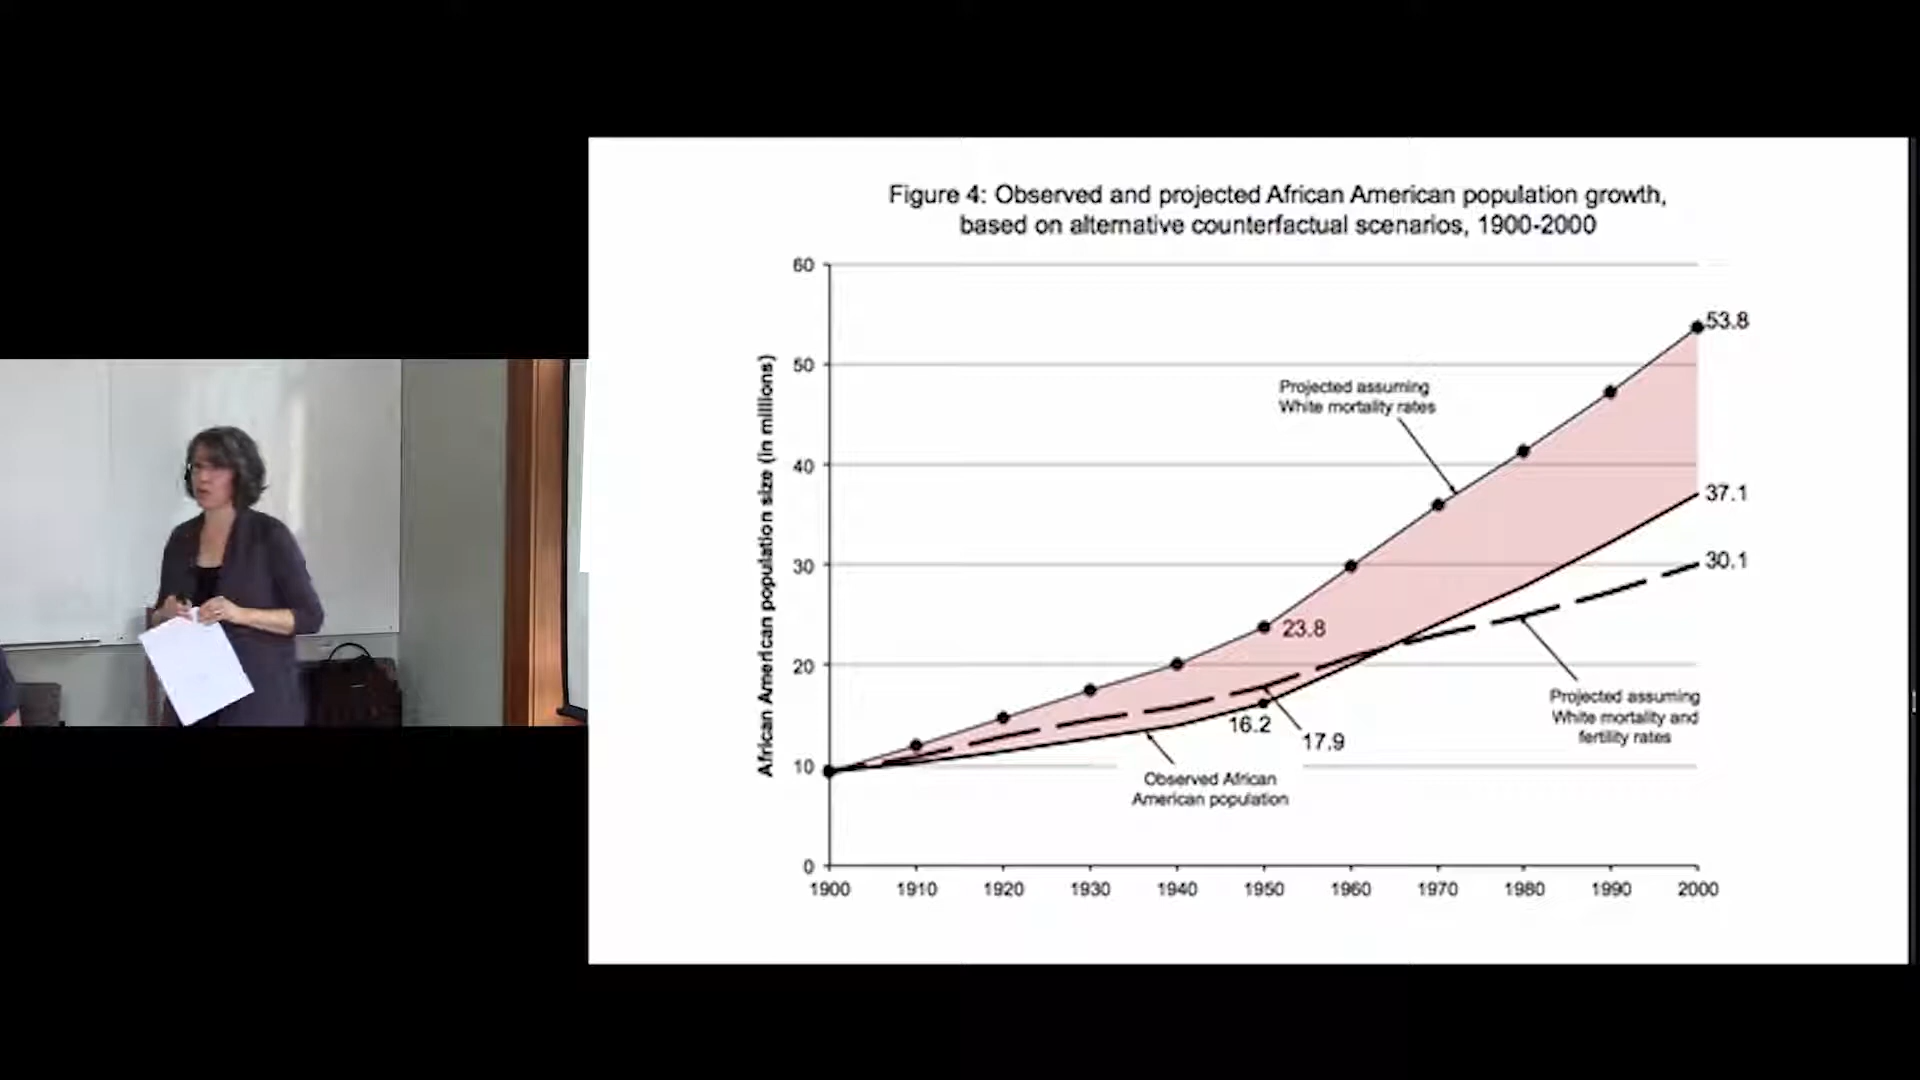 Figure 4: Observed and projected African American population growth,
based on alternative counterfactual scenarios, 1900-2000
African American population size (in millions)
60
50
40
30
20
10
0
53.8
Projected assuming
White mortality rates
37.1
30.1
23.8
Projected assuming
White mortality and
fertility rates
16.2
17.9
Observed African
American population
1900 1910 1920 1930 1940 1950 1960 1970 1980 1990 2000